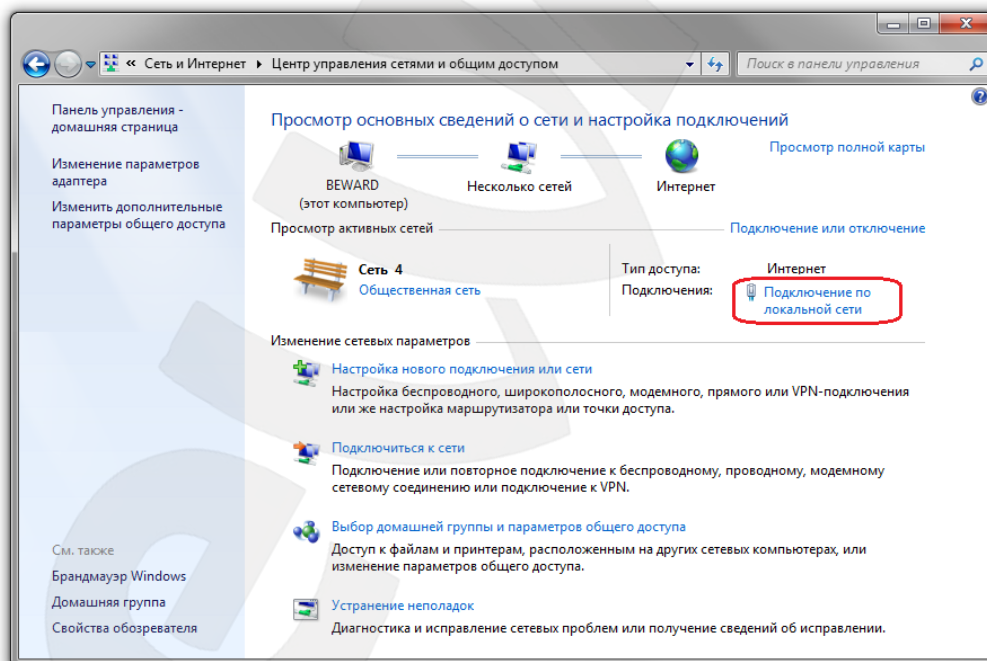 « Сеть и Интернет ▸ Центр управления сетями и общим доступом
Поиск в панели управления
Панель управления -
домашняя страница
Изменение параметров
адаптера
Изменить дополнительные
параметры общего доступа
Просмотр основных сведений о сети и настройка подключений
Просмотр полной карты
BEWARD
(этот компьютер)
Несколько сетей
Интернет
Просмотр активных сетей
Подключение или отключение
Сеть 4
Общественная сеть
Тип доступа: Интернет
Подключения: Подключение по
локальной сети
Изменение сетевых параметров
Настройка нового подключения или сети
Настройка беспроводного, широкополосного, модемного, прямого или VPN-подключения
или же настройка маршрутизатора или точки доступа.
Подключиться к сети
Подключение или повторное подключение к беспроводному, проводному, модемному
сетевому соединению или подключение к VPN.
Выбор домашней группы и параметров общего доступа
Доступ к файлам и принтерам, расположенным на других сетевых компьютерах, или
изменение параметров общего доступа.
Устранение неполадок
Диагностика и исправление сетевых проблем или получение сведений об исправлении.
См. также
Брандмауэр Windows
Домашняя группа
Свойства обозревателя